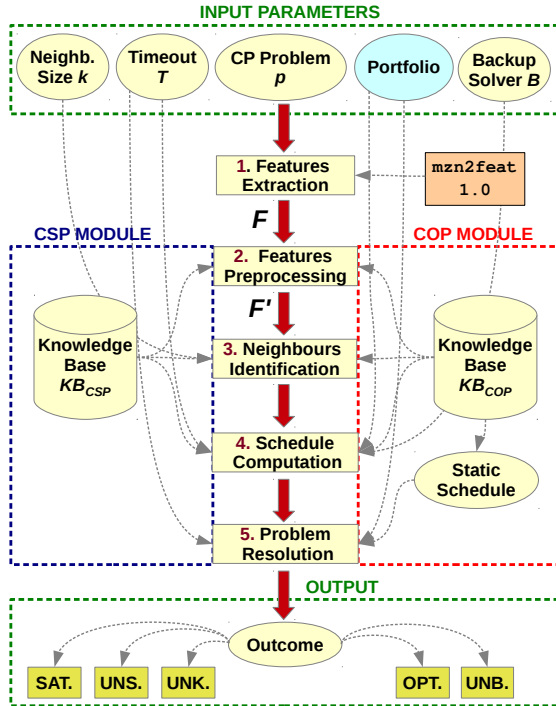 INPUT PARAMETERS
Neighb.
Size k
Timeout
T
CP Problem
p
Portfolio
Backup
Solver B
1. Features
Extraction
mzn2feat
1.0
F
CSP MODULE
COP MODULE
2. Features
Preprocessing
F'
Knowledge
Base
KB_CSP
3. Neighbours
Identification
Knowledge
Base
KB_COP
4. Schedule
Computation
Static
Schedule
5. Problem
Resolution
OUTPUT
Outcome
SAT.
UNS.
UNK.
OPT.
UNB.